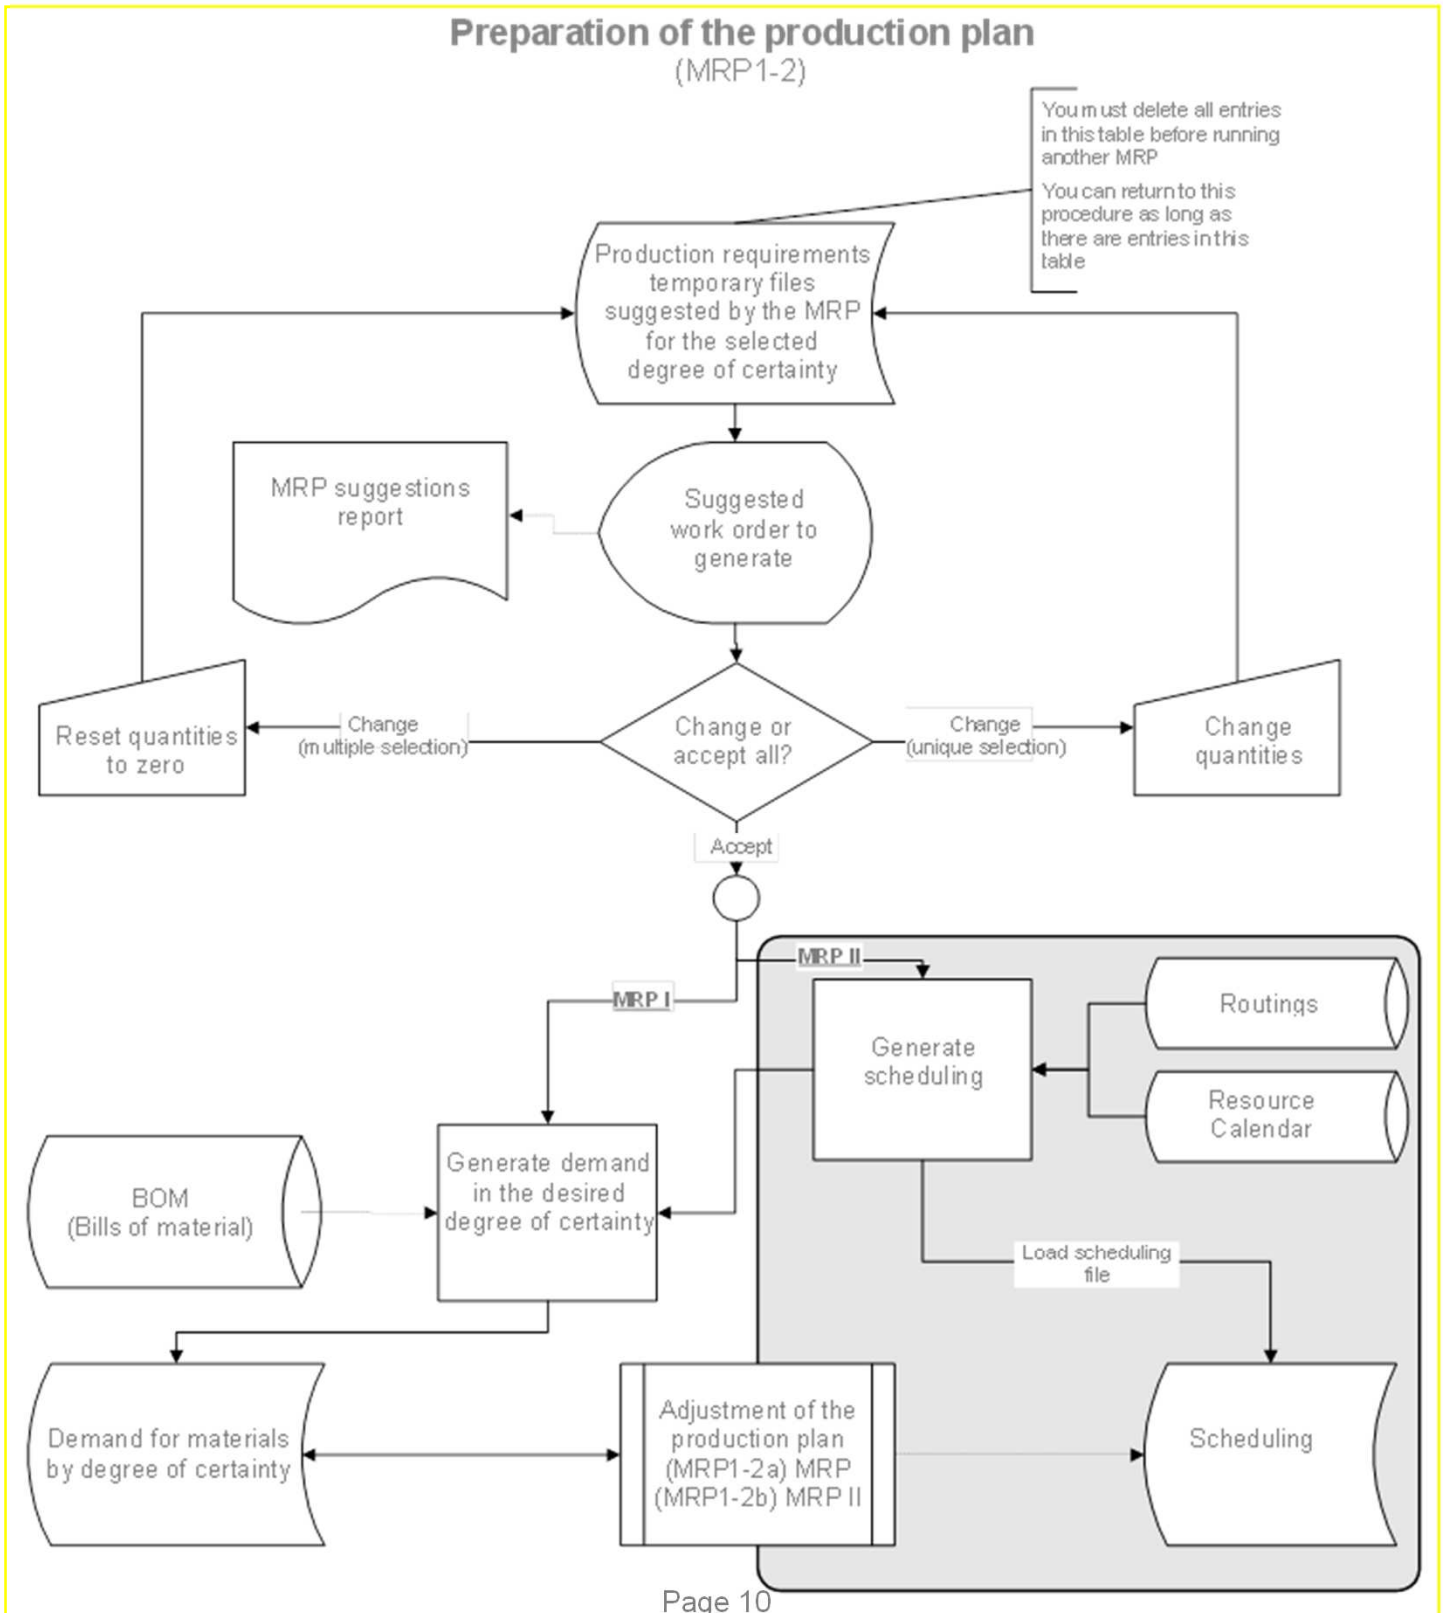 Preparation of the production plan
(MRP1-2)
You must delete all entries
in this table before running
another MRP
You can return to this
procedure as long as
there are entries in this
table
Production requirements
temporary files
suggested by the MRP
for the selected
degree of certainty
MRP suggestions
report
Suggested
work order to
generate
Reset quantities
to zero
Change
(multiple selection)
Change or
accept all?
Change
(unique selection)
Change
quantities
Accept
MRP II
MRP I
Generate
scheduling
Routings
Resource
Calendar
BOM
(Bills of material)
Generate demand
in the desired
degree of certainty
Load scheduling
file
Demand for materials
by degree of certainty
Adjustment of the
production plan
(MRP1-2a) MRP
(MRP1-2b) MRP II
Scheduling
Page 10